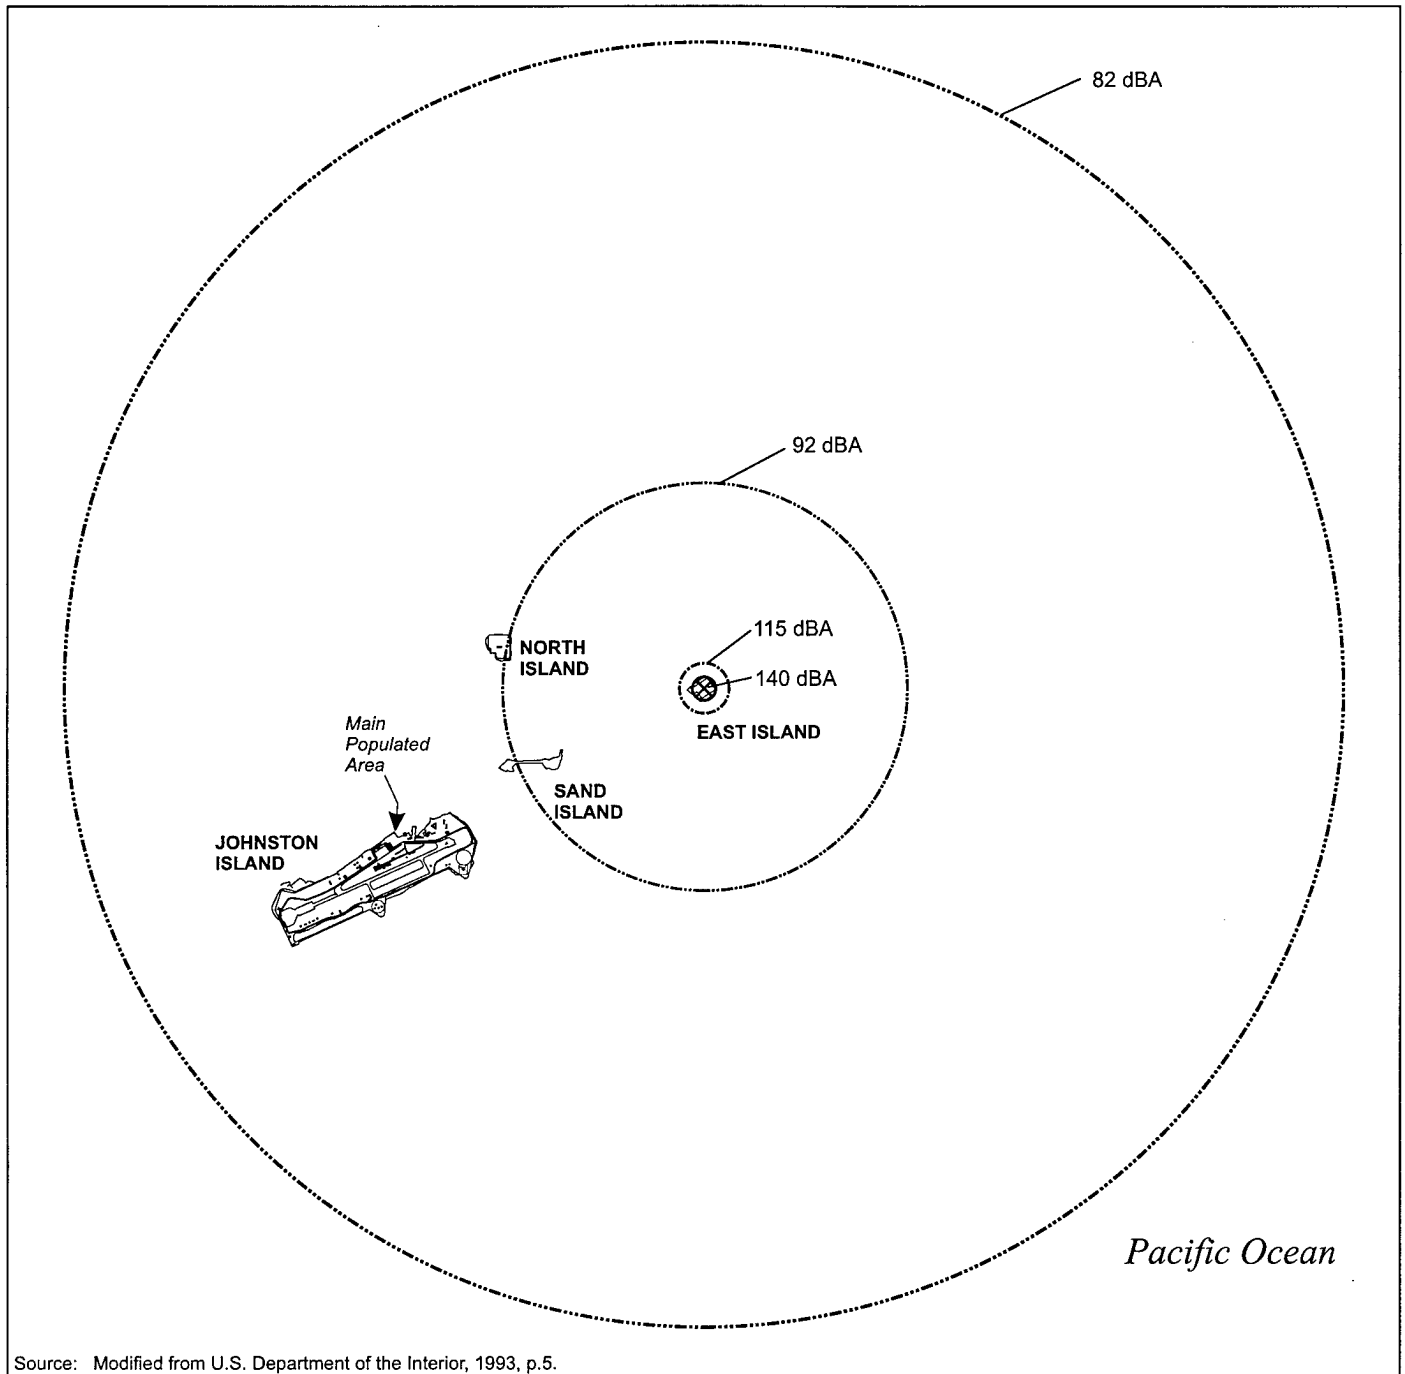 82 dBA
92 dBA
115 dBA
140 dBA
NORTH
ISLAND
EAST ISLAND
Main
Populated
Area
SAND
ISLAND
JOHNSTON
ISLAND
Pacific Ocean
Source: Modified from U.S. Department of the Interior, 1993, p.5.